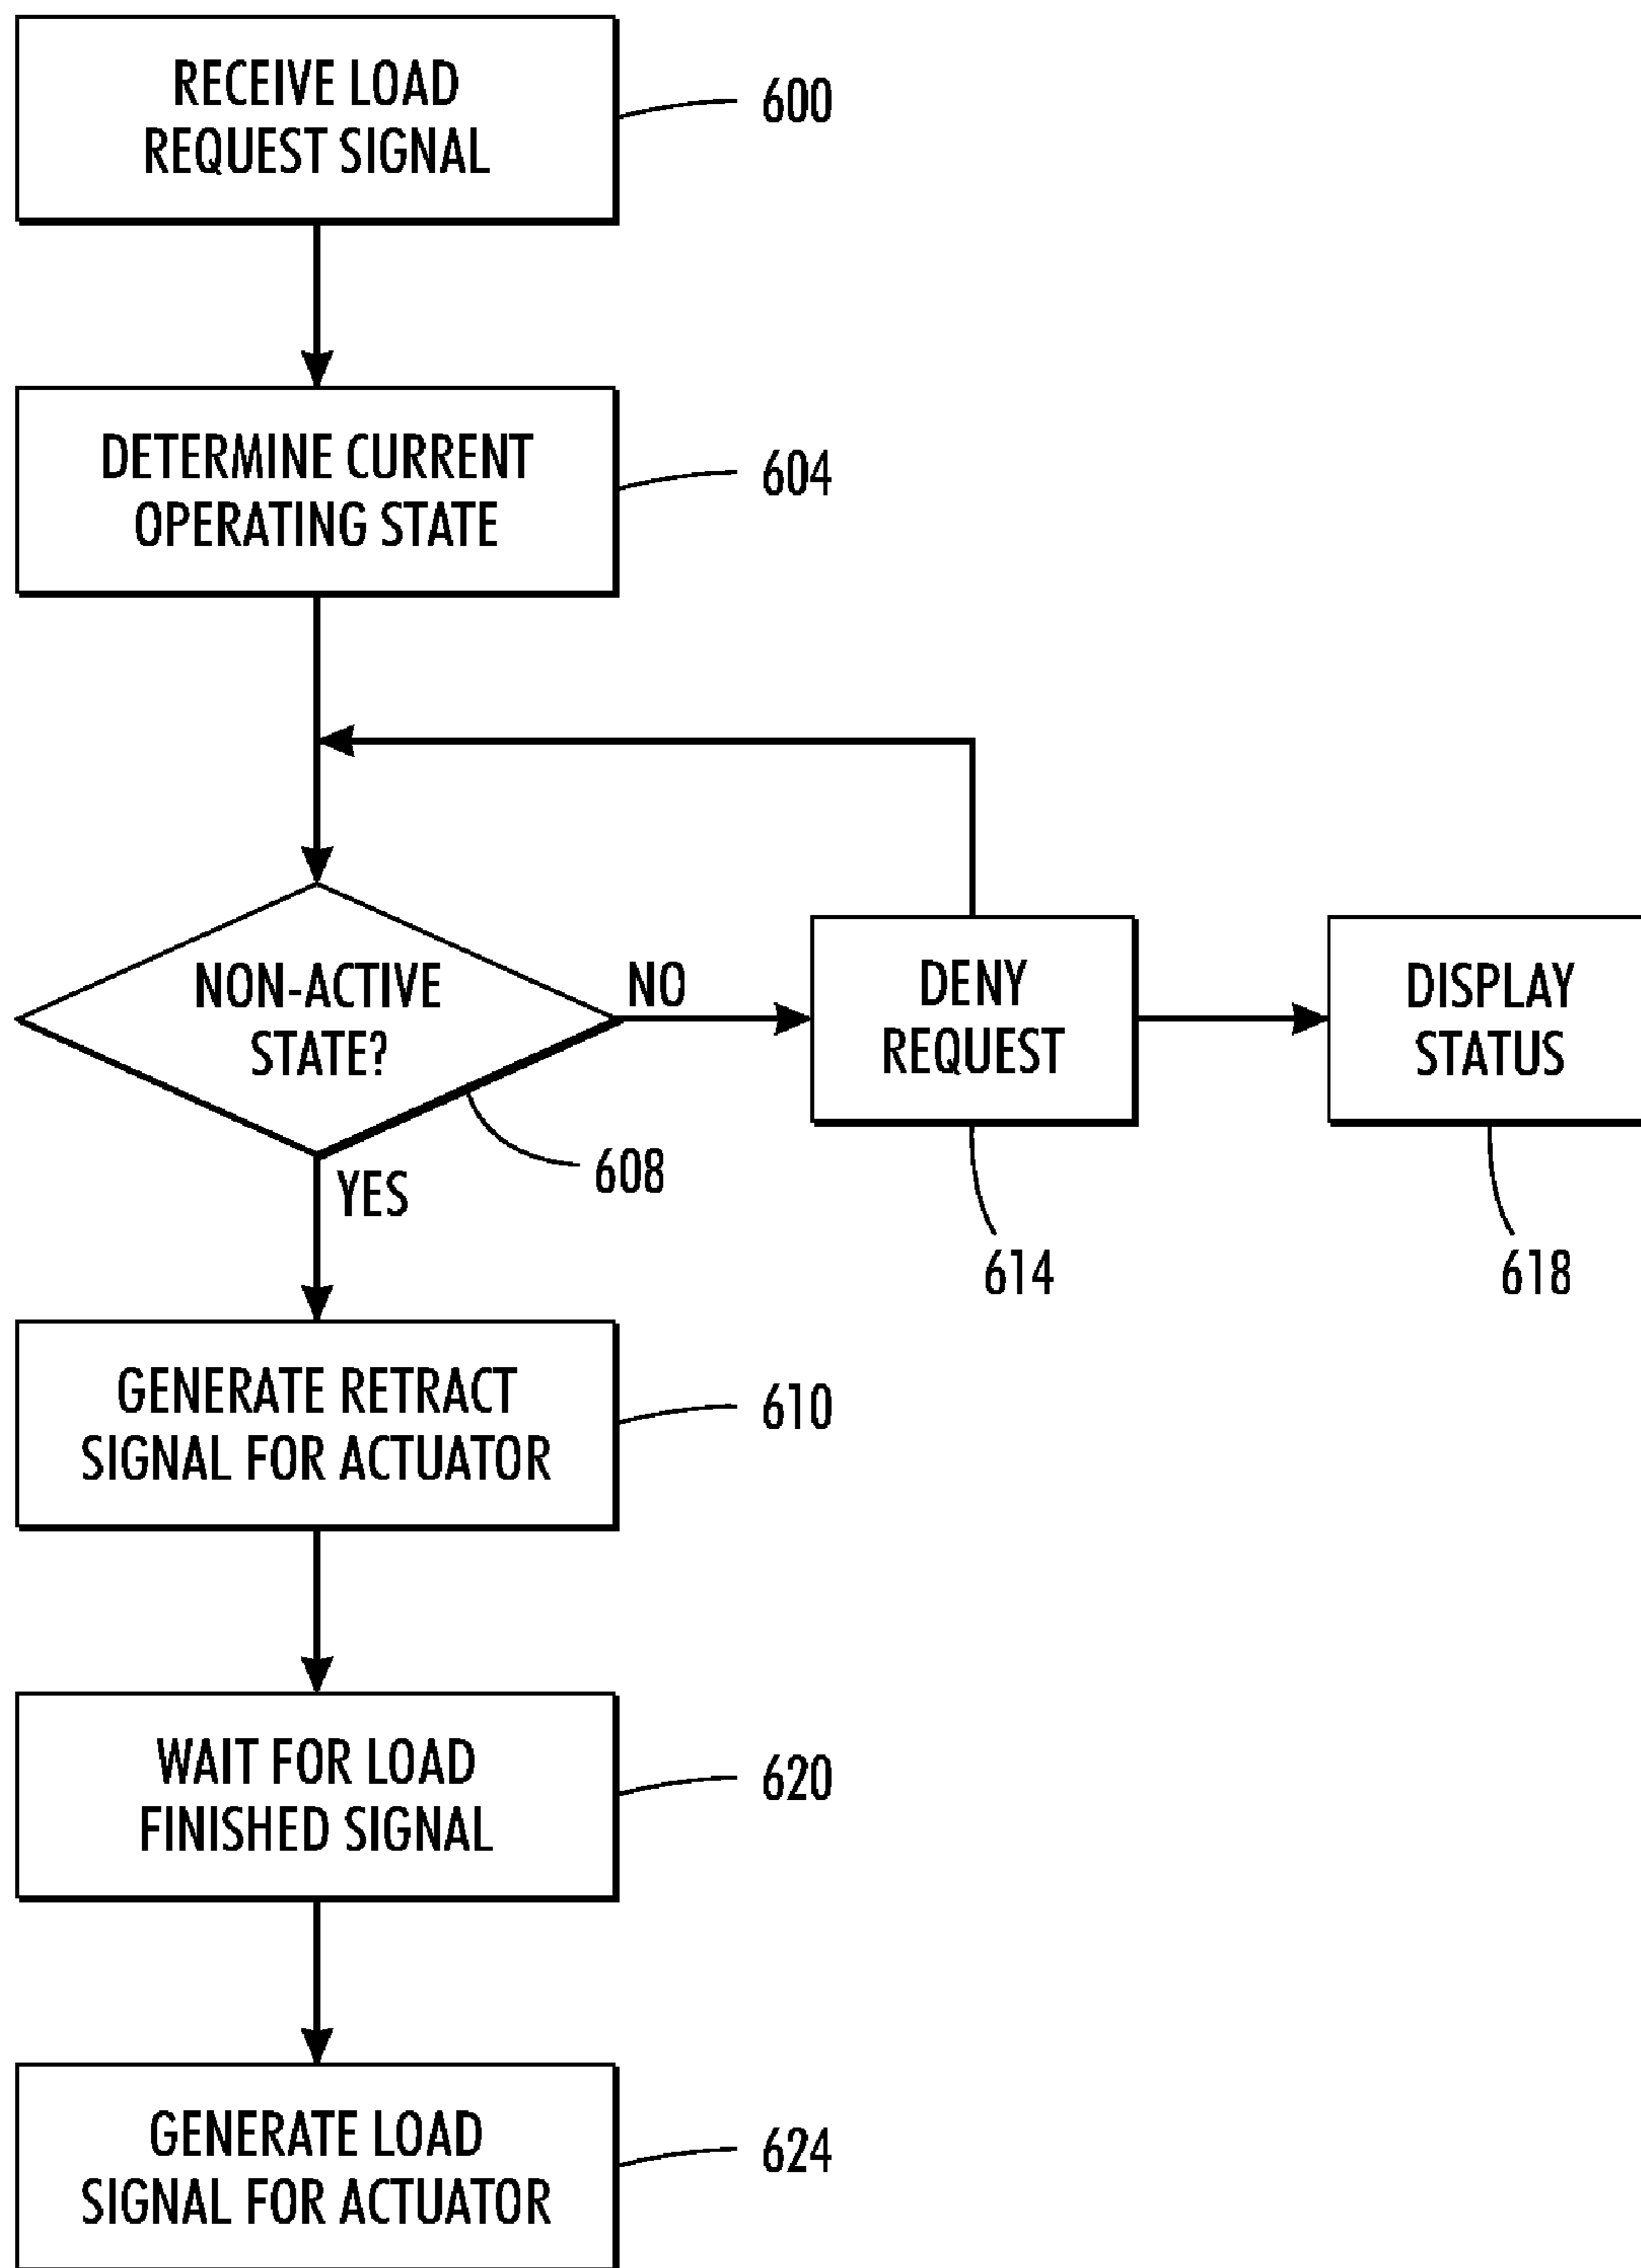 RECEIVE LOAD
REQUEST SIGNAL
600
DETERMINE CURRENT
OPERATING STATE
604
NON-ACTIVE
STATE?
NO
YES
608
DENY
REQUEST
614
DISPLAY
STATUS
618
GENERATE RETRACT
SIGNAL FOR ACTUATOR
610
WAIT FOR LOAD
FINISHED SIGNAL
620
GENERATE LOAD
SIGNAL FOR ACTUATOR
624